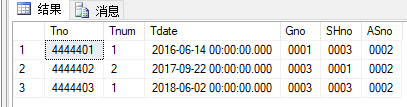 结果 消息
Tno Tnum Tdate Gno SHno ASno
1 4444401 1 2016-06-14 00:00:00.000 0001 0003 0002
2 4444402 2 2017-09-22 00:00:00.000 0003 0001 0002
3 4444403 1 2018-06-02 00:00:00.000 0003 0003 0002